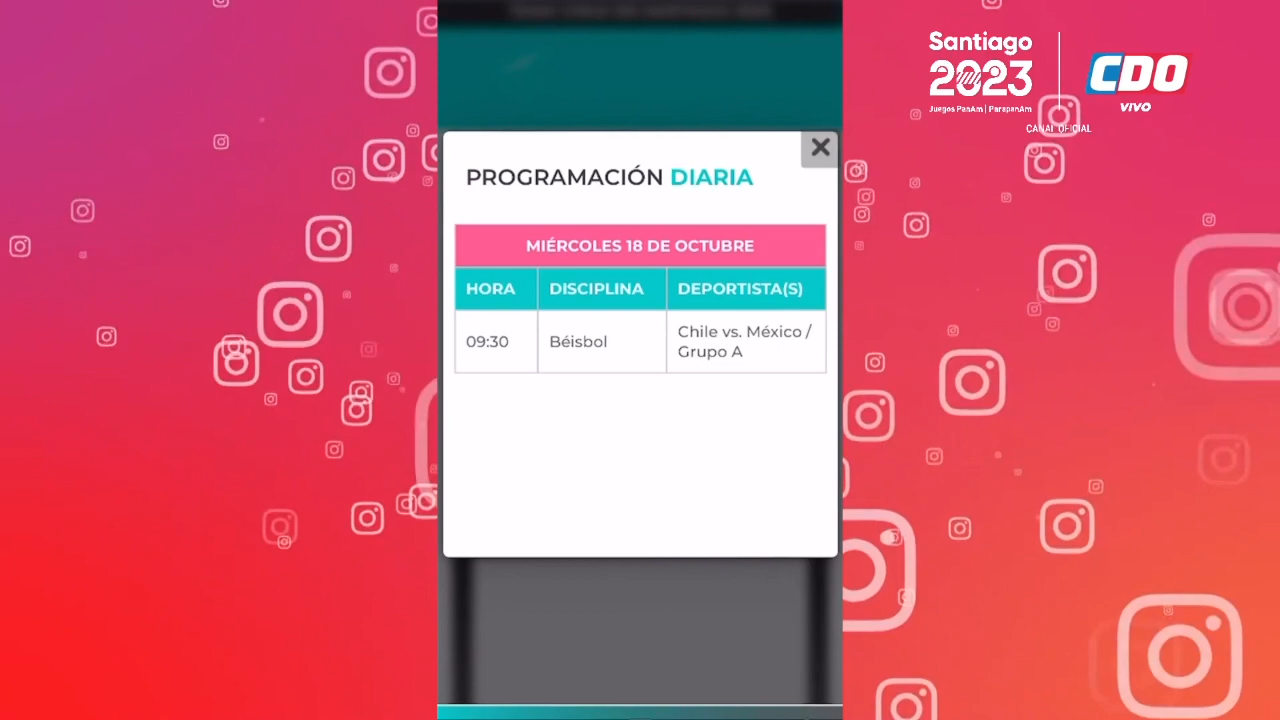 Santiago
2023
Juegos PanAm | ParapanAm
CDO
VIVO
CANAL OFICIAL
PROGRAMACIÓN DIARIA
MIÉRCOLES 18 DE OCTUBRE
HORA DISCIPLINA DEPORTISTA(S)
09:30 Béisbol Chile vs. México /
Grupo A